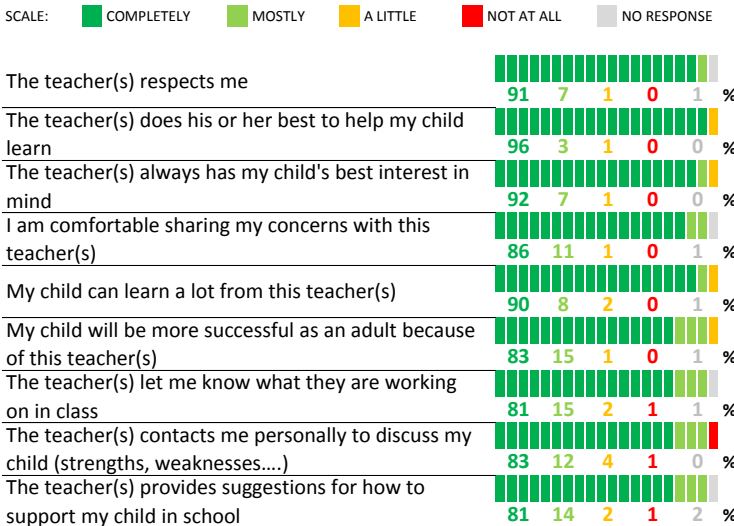 SCALE: COMPLETELY MOSTLY A LITTLE NOT AT ALL NO RESPONSE
The teacher(s) respects me
91 7 1 0 1 %
The teacher(s) does his or her best to help my child
learn
96 3 1 0 0 %
The teacher(s) always has my child's best interest in
mind
92 7 1 0 0 %
I am comfortable sharing my concerns with this
teacher(s)
86 11 1 0 1 %
My child can learn a lot from this teacher(s)
90 8 2 0 1 %
My child will be more successful as an adult because
of this teacher(s)
83 15 1 0 1 %
The teacher(s) let me know what they are working
on in class
81 15 2 1 1 %
The teacher(s) contacts me personally to discuss my
child (strengths, weaknesses....)
83 12 4 1 0 %
The teacher(s) provides suggestions for how to
support my child in school
81 14 2 1 2 %